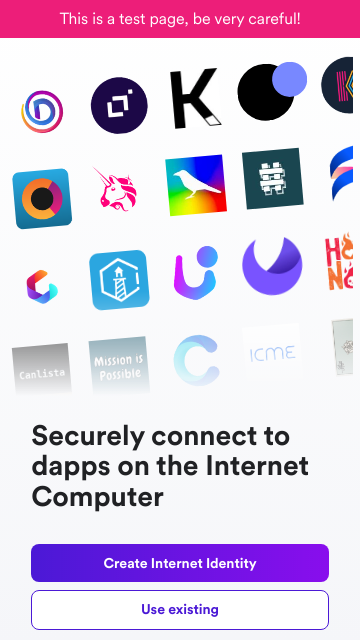 This is a test page, be very careful!
Canlista
Mission is
Possible
ICME
Securely connect to
dapps on the Internet
Computer
Create Internet Identity
Use existing